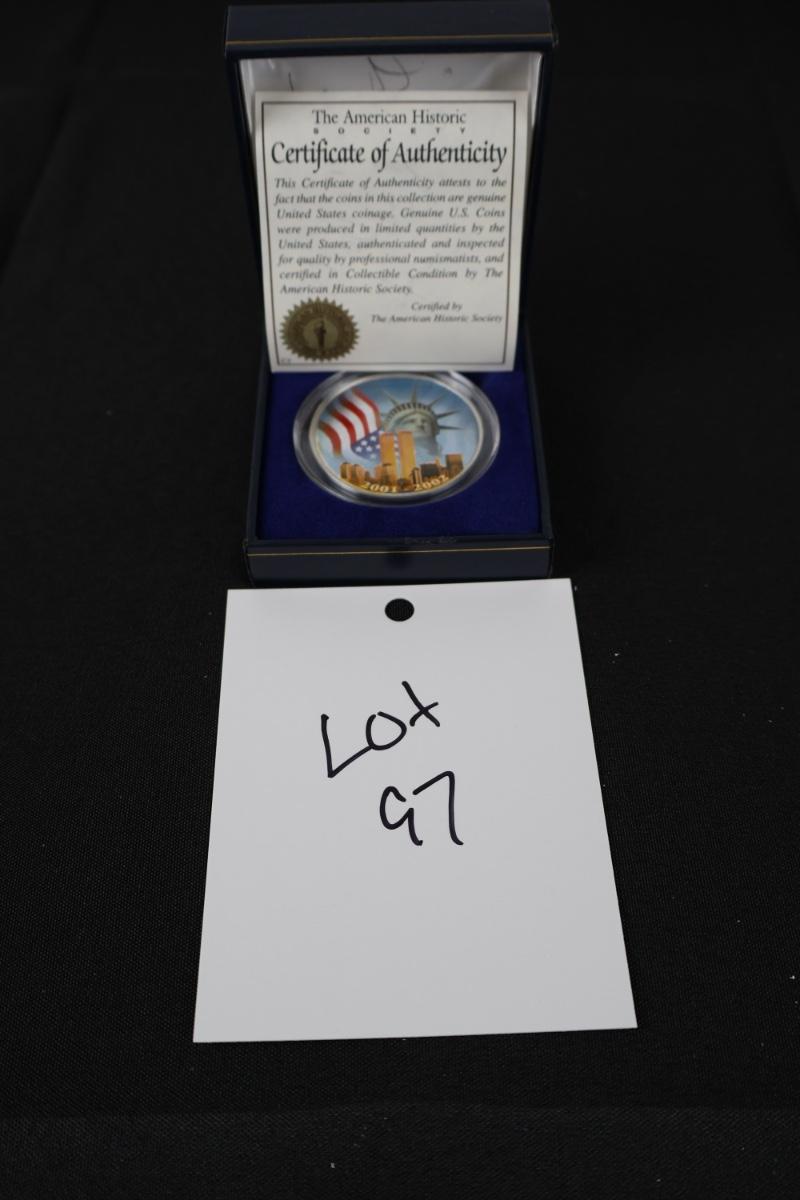 The American Historic
SOCIETY
Certificate of Authenticity
This Certificate of Authenticity attests to the
fact that the coins in this collection are genuine
United States coinage. Genuine U.S. Coins
were produced in limited quantities by the
United States, authenticated and inspected
for quality by professional numismatists, and
certified in Collectible Condition by The
American Historic Society.
Certified by
The American Historic Society
2001 - 2002
Lot
97